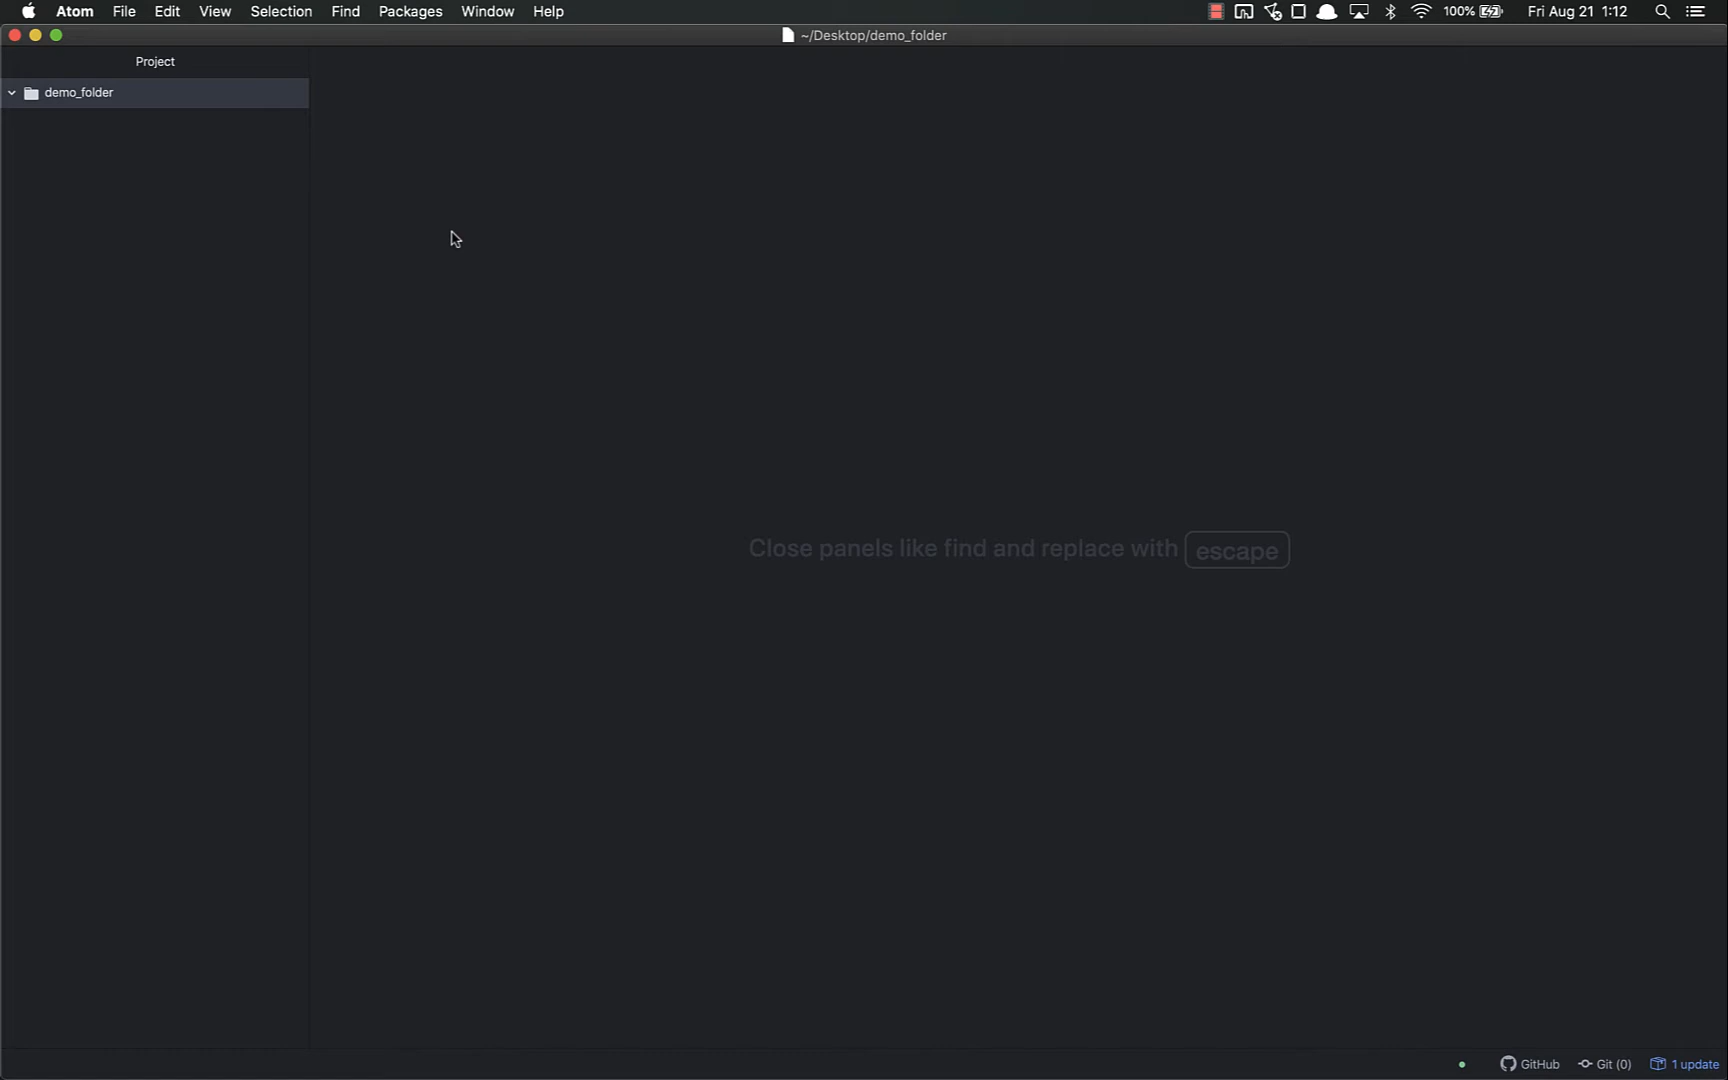 Atom File Edit View Selection Find Packages Window Help 100% Fri Aug 21 1:12
~/Desktop/demo_folder
Project
demo_folder
Close panels like find and replace with escape
GitHub Git (0) 1 update